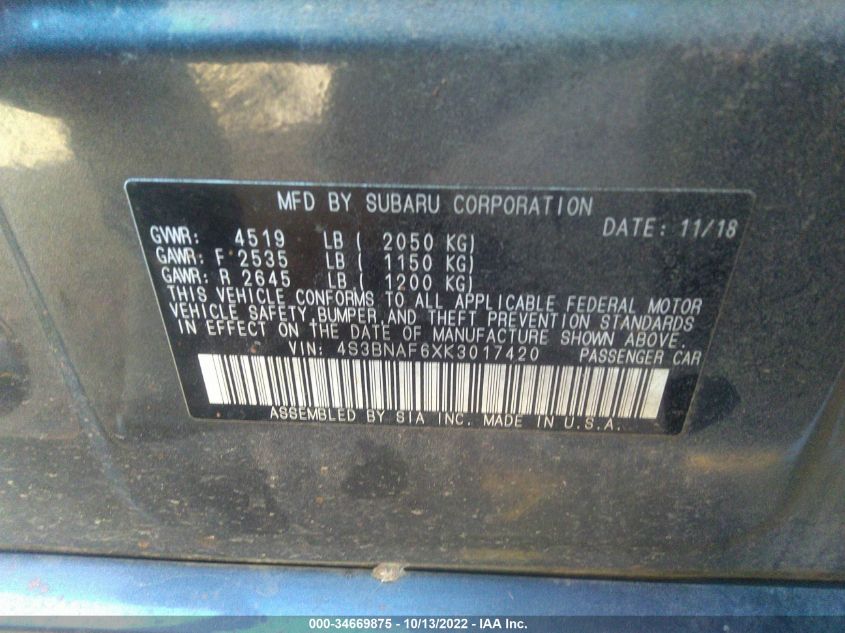 MFD BY SUBARU CORPORATION
DATE: 11/18
GVWR: 4519 LB ( 2050 KG)
GAWR: F 2535 LB ( 1150 KG)
GAWR: R 2645 LB ( 1200 KG)
THIS VEHICLE CONFORMS TO ALL APPLICABLE FEDERAL MOTOR
VEHICLE SAFETY, BUMPER, AND THEFT PREVENTION STANDARDS
IN EFFECT ON THE DATE OF MANUFACTURE SHOWN ABOVE.
VIN: 4S3BNAF6XK3017420 PASSENGER CAR
ASSEMBLED BY SIA INC. MADE IN U.S.A.
000-34669875 - 10/13/2022 - IAA Inc.